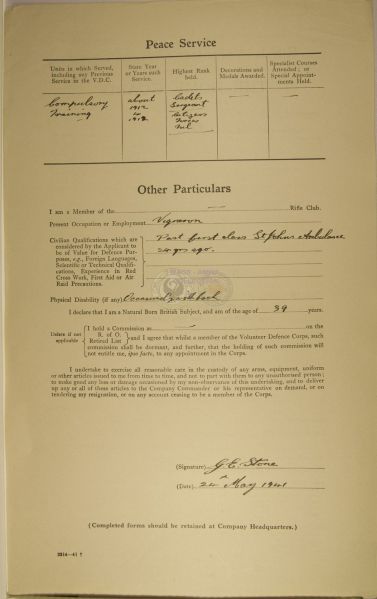 Peace Service
Units in which Served, including any Previous Service in the V.D.C.
State Year or Years each Service.
Highest Rank held.
Decorations and Medals Awarded.
Specialist Courses Attended; or Special Appoint-ments Held.
Compulsory
Training
about
1912
1918
Cadets
Sergeant
Citizens
Forces
Nil
—
—
Other Particulars
I am a Member of the — Rifle Club.
Present Occupation or Employment Vigneron
Civilian Qualifications which are
considered by the Applicant to
be of Value for Defence Pur-
poses, e.g., Foreign Languages,
Scientific or Technical Qualifi-
cations, Experience in Red
Cross Work, First Aid or Air
Raid Precautions.
Past first class St Johns Ambulance
24 yrs ago.
Physical Disability (if any)
I declare that I am a Natural Born British Subject, and am of the age of 39 years.
Delete if not applicable
I hold a Commission as — on the
R. of O.
Retired List
and I agree that whilst a member of the Volunteer Defence Corps, such
commission shall be dormant, and further, that the holding of such commission will
not entitle me, ipso facto, to any appointment in the Corps.
I undertake to exercise all reasonable care in the custody of any arms, equipment, uniform
or other articles issued to me from time to time, and not to part with them to any unauthorised person;
to make good any loss or damage occasioned by my non-observance of this undertaking, and to deliver
up any or all of these articles to the Company Commander or his representative on demand, or on
tendering my resignation, or on any account ceasing to be a member of the Corps.
(Signature) G E Stone
(Date) 24th May 1941
(Completed forms should be retained at Company Headquarters.)
2214—41 †